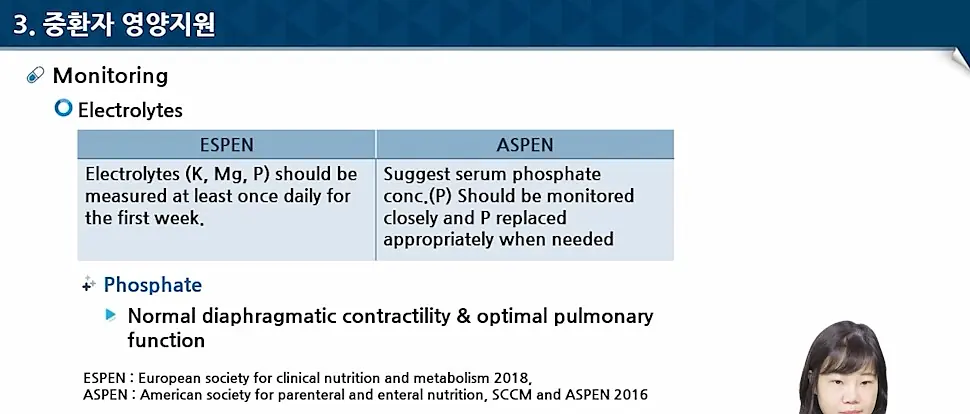 3. 중환자 영양지원
Monitoring
Electrolytes
ESPEN
ASPEN
Electrolytes (K, Mg, P) should be
measured at least once daily for
the first week.
Suggest serum phosphate
conc.(P) Should be monitored
closely and P replaced
appropriately when needed
Phosphate
Normal diaphragmatic contractility & optimal pulmonary
function
ESPEN : European society for clinical nutrition and metabolism 2018,
ASPEN : American society for parenteral and enteral nutrition, SCCM and ASPEN 2016